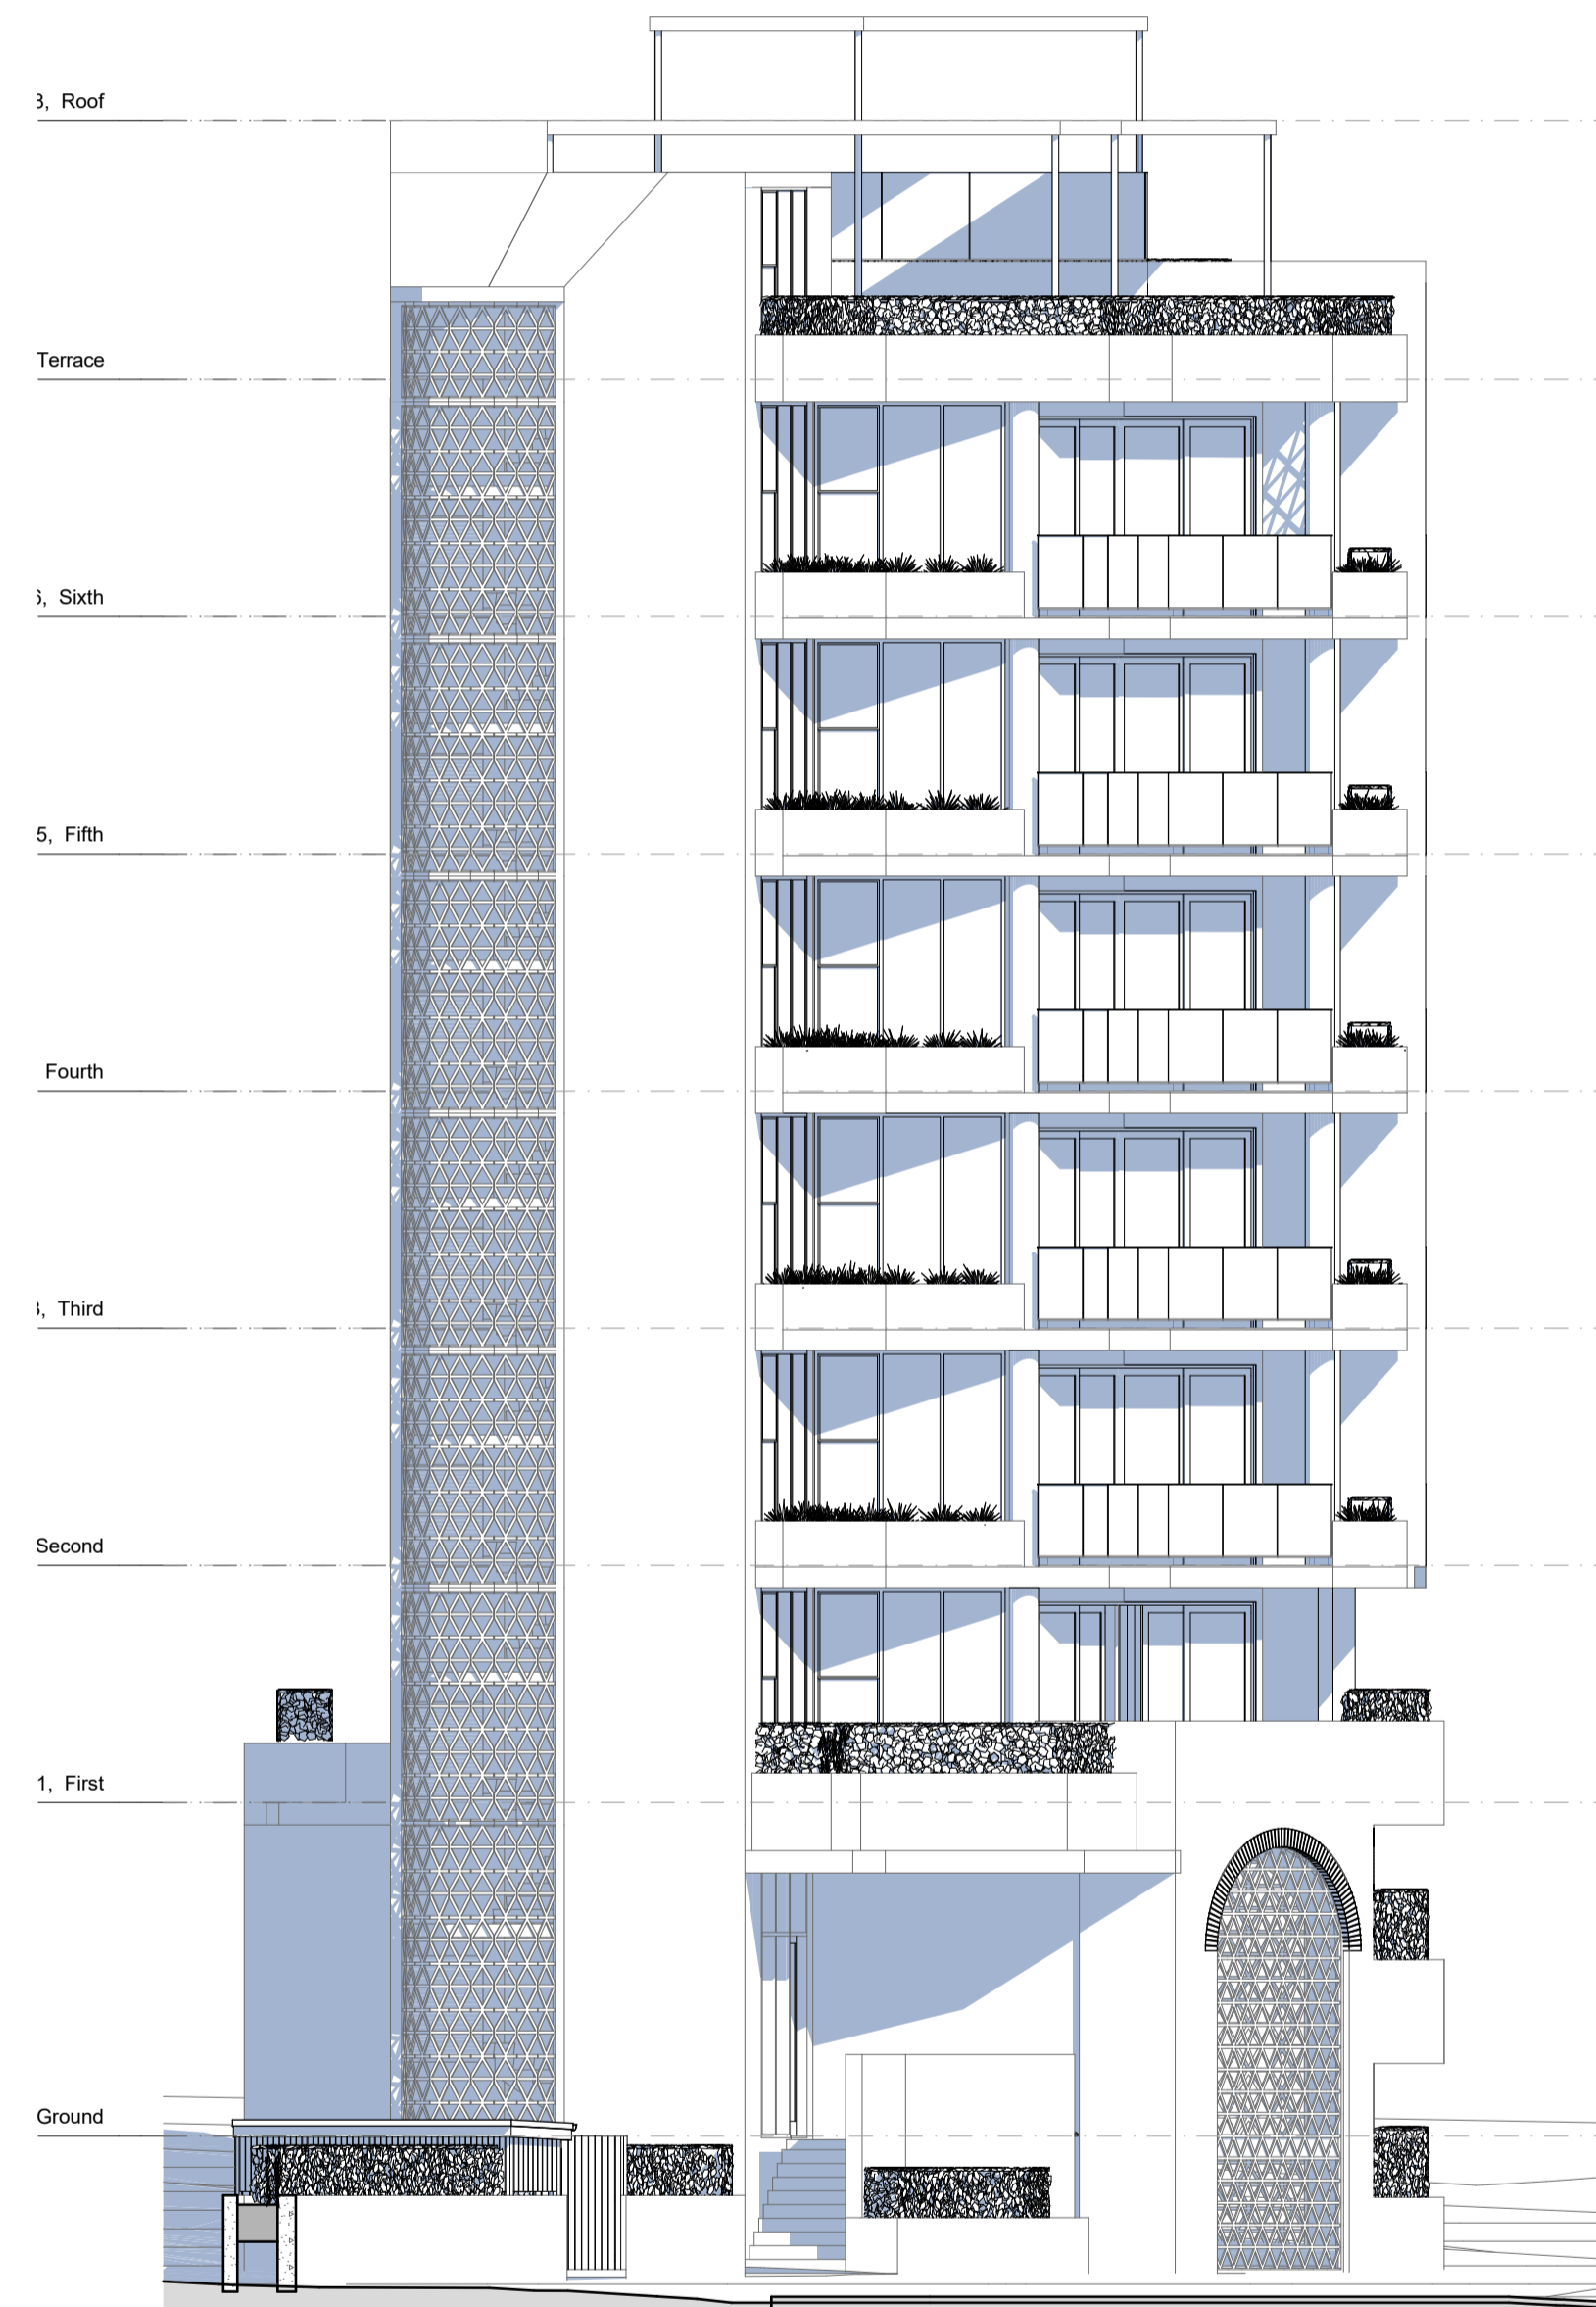 , Roof
Terrace
, Sixth
5, Fifth
Fourth
, Third
Second
1, First
Ground